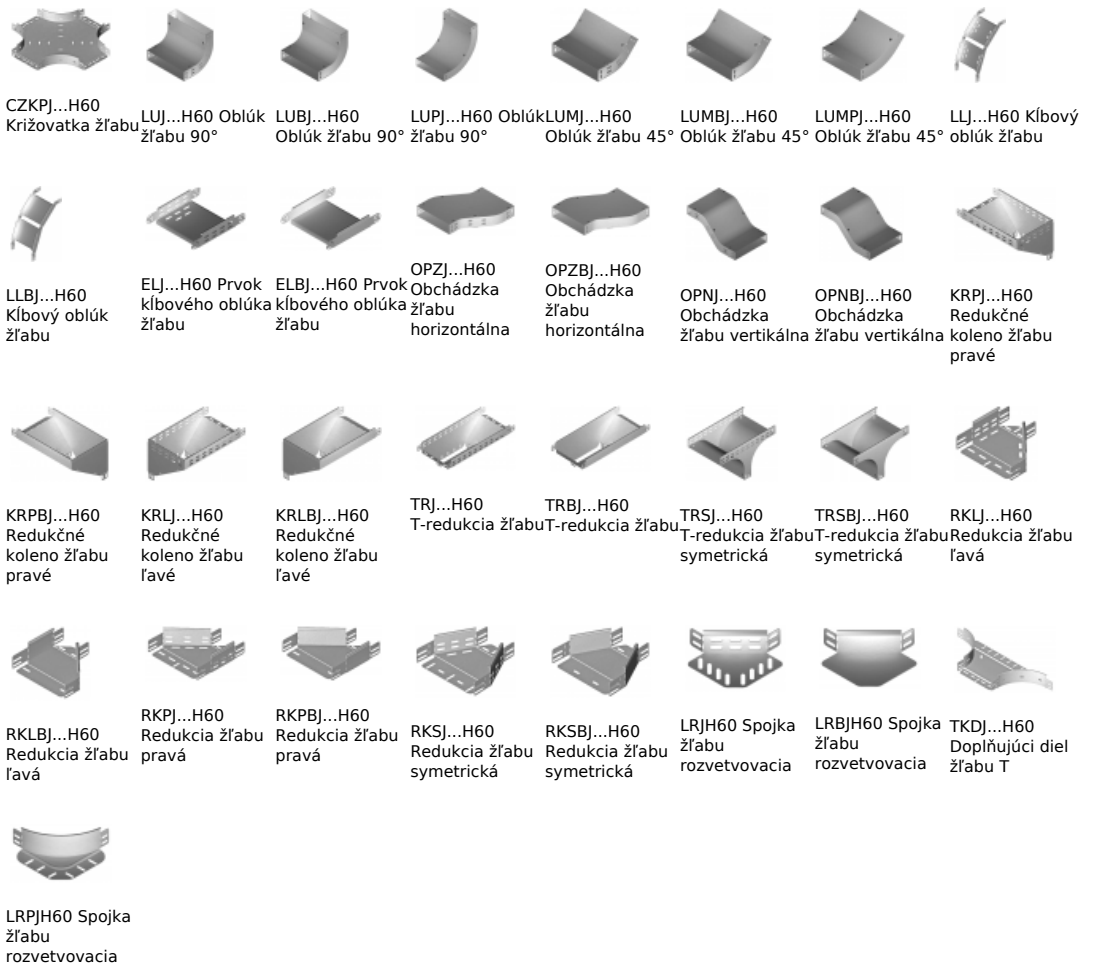 CZKPJ...H60
Križovatka žľabu
LUJ...H60 Oblúk
žľabu 90°
LUBJ...H60
Oblúk žľabu 90°
LUPJ...H60 Oblúk
žľabu 90°
LUMJ...H60
Oblúk žľabu 45°
LUMBJ...H60
Oblúk žľabu 45°
LUMPJ...H60
Oblúk žľabu 45°
LLJ...H60 Kĺbový
oblúk žľabu
LLBJ...H60
Kĺbový oblúk
žľabu
ELJ...H60 Prvok
kĺbového oblúka
žľabu
ELBJ...H60 Prvok
kĺbového oblúka
žľabu
OPZJ...H60
Obchádzka
žľabu
horizontálna
OPZBJ...H60
Obchádzka
žľabu
horizontálna
OPNJ...H60
Obchádzka
žľabu vertikálna
OPNBJ...H60
Obchádzka
žľabu vertikálna
KRPJ...H60
Redukčné
koleno žľabu
pravé
KRPBJ...H60
Redukčné
koleno žľabu
pravé
KRLJ...H60
Redukčné
koleno žľabu
ľavé
KRLBJ...H60
Redukčné
koleno žľabu
ľavé
TRJ...H60
T-redukcia žľabu
TRBJ...H60
T-redukcia žľabu
TRSJ...H60
T-redukcia žľabu
symetrická
TRSBJ...H60
T-redukcia žľabu
symetrická
RKLJ...H60
Redukcia žľabu
ľavá
RKLBJ...H60
Redukcia žľabu
ľavá
RKPJ...H60
Redukcia žľabu
pravá
RKPBJ...H60
Redukcia žľabu
pravá
RKSJ...H60
Redukcia žľabu
symetrická
RKSBJ...H60
Redukcia žľabu
symetrická
LRJH60 Spojka
žľabu
rozvetvovacia
LRBJH60 Spojka
žľabu
rozvetvovacia
TKDJ...H60
Doplňujúci diel
žľabu T
LRPJH60 Spojka
žľabu
rozvetvovacia